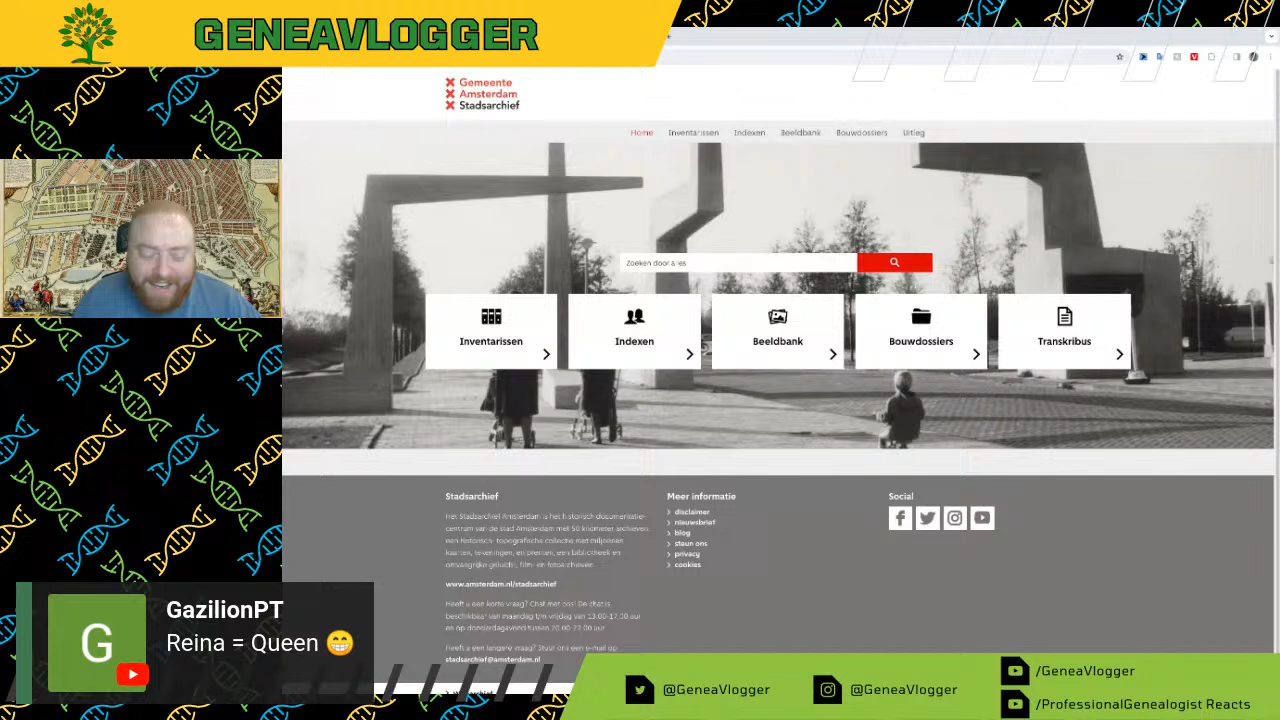 GENEAVLOGGER
Gemeente
Amsterdam
Stadsarchief
Home Inventarissen Indexen Beeldbank Bouwdossiers Uitleg
Zoeken door alles
Inventarissen
Indexen
Beeldbank
Bouwdossiers
Transkribus
Stadsarchief
Het Stadsarchief Amsterdam is het historisch documentatie-
centrum van de stad Amsterdam met 50 kilometer archieven,
een historisch- topografische collectie met miljoenen
kaarten, tekeningen, en prenten, een bibliotheek en
omvangrijke geluids-, film- en fotoarchieven.
www.amsterdam.nl/stadsarchief
Heeft u een korte vraag? Chat met ons! De chat is
beschikbaar van maandag t/m vrijdag van 13.00-17.00 uur
en op donderdagavond tussen 20.00-22.00 uur
Heeft u een langere vraag? Stuur ons een e-mail op
stadsarchief@amsterdam.nl
Meer informatie
disclaimer
nieuwsbrief
blog
steun ons
privacy
cookies
Social
G
GazilionPT
Reina = Queen 😁
@GeneaVlogger
@GeneaVlogger
/GeneaVlogger
/ProfessionalGenealogist Reacts